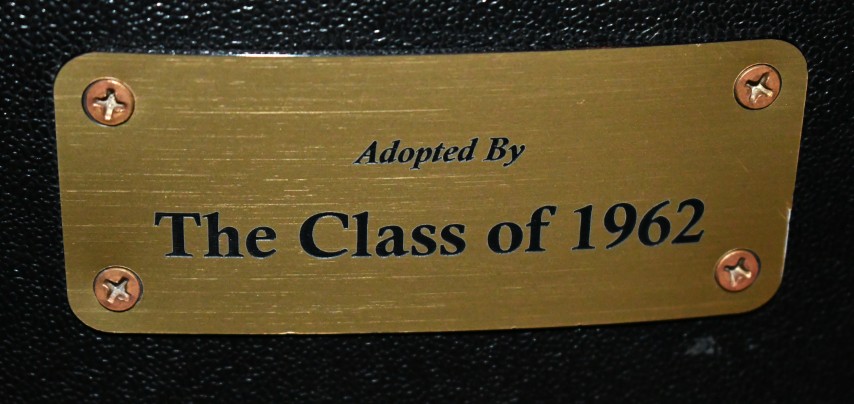 Adopted By
The Class of 1962